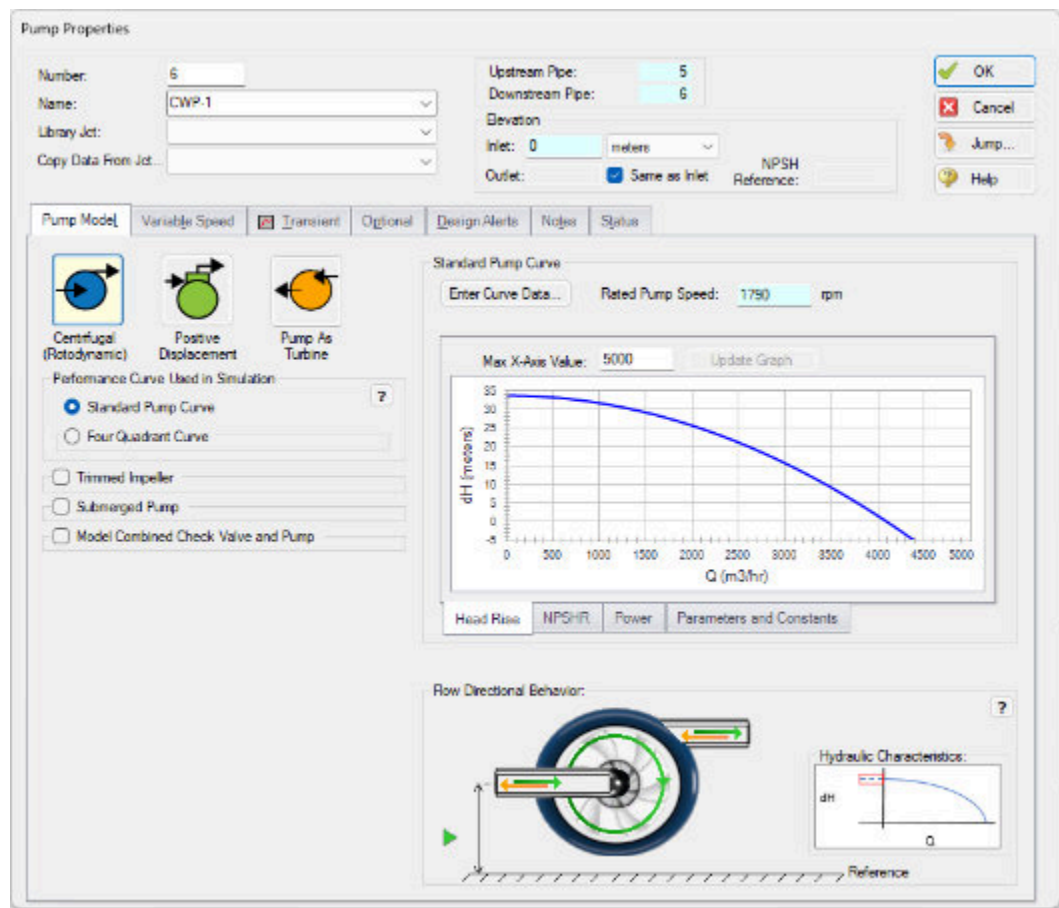 Pump Properties
Number: 6
Name: CWP-1
Library Jct:
Copy Data From Jct...
Upstream Pipe: 5
Downstream Pipe: 6
Elevation
Inlet: 0 meters
Outlet: Same as Inlet
NPSH
Reference:
OK
Cancel
Jump...
Help
Pump Model Variable Speed Transient Optional Design Alerts Notes Status
Centrifugal
(Rotodynamic)
Positive
Displacement
Pump As
Turbine
Performance Curve Used in Simulation
?
Standard Pump Curve
Four Quadrant Curve
Trimmed Impeller
Submerged Pump
Model Combined Check Valve and Pump
Standard Pump Curve
Enter Curve Data... Rated Pump Speed: 1790 rpm
Max X-Axis Value: 5000 Update Graph
dH (meters)
35
30
25
20
15
10
5
0
-5
0 500 1000 1500 2000 2500 3000 3500 4000 4500 5000
Q (m3/hr)
Head Rise NPSHR Power Parameters and Constants
Flow Directional Behavior:
?
Hydraulic Characteristics:
dH
Q
Reference